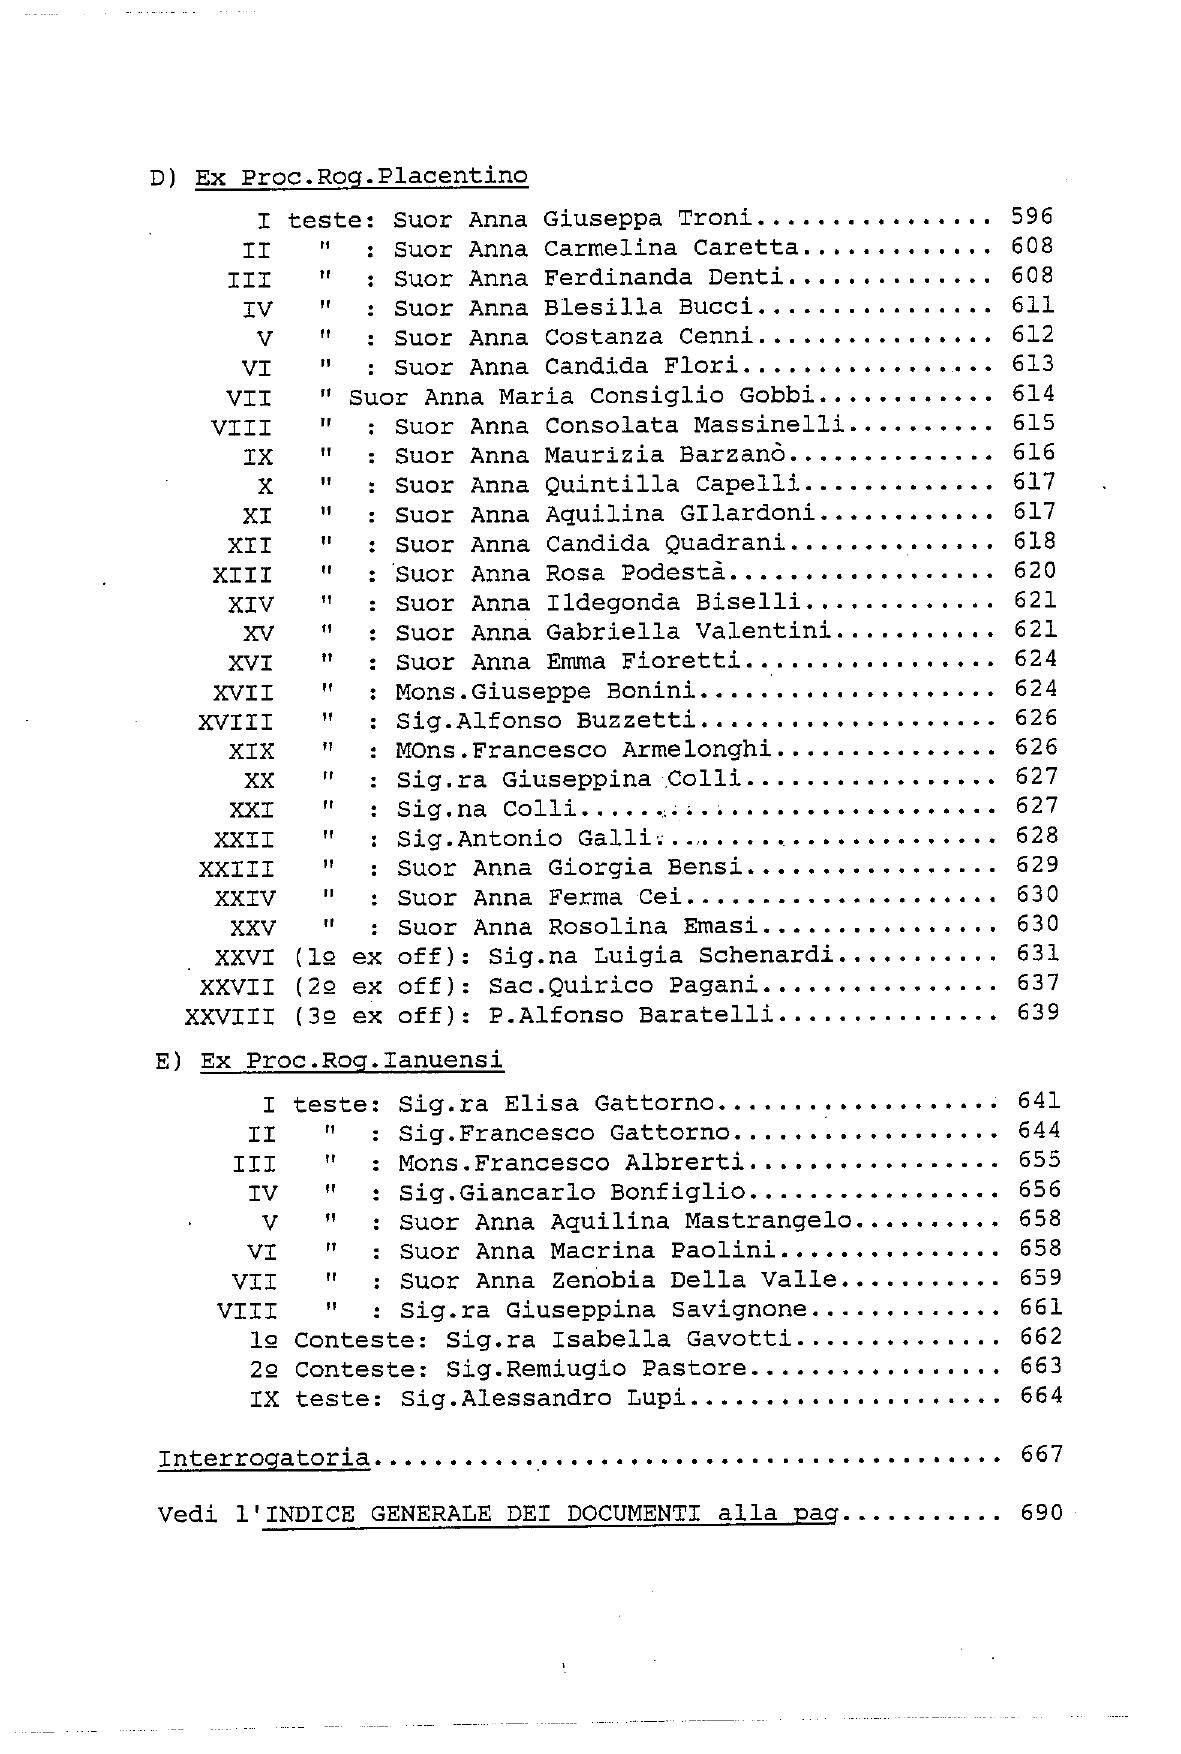 D) Ex Proc.Rog.Placentino
I teste: Suor Anna Giuseppa Troni................ 596
II " : Suor Anna Carmelina Caretta............. 608
III " : Suor Anna Ferdinanda Denti.............. 608
IV " : Suor Anna Blesilla Bucci................ 611
V " : Suor Anna Costanza Cenni................ 612
VI " : Suor Anna Candida Flori................. 613
VII " Suor Anna Maria Consiglio Gobbi............ 614
VIII " : Suor Anna Consolata Massinelli.......... 615
IX " : Suor Anna Maurizia Barzanò.............. 616
X " : Suor Anna Quintilla Capelli............. 617
XI " : Suor Anna Aquilina GIlardoni............ 617
XII " : Suor Anna Candida Quadrani.............. 618
XIII " : Suor Anna Rosa Podestà.................. 620
XIV " : Suor Anna Ildegonda Biselli............. 621
XV " : Suor Anna Gabriella Valentini........... 621
XVI " : Suor Anna Emma Fioretti................. 624
XVII " : Mons.Giuseppe Bonini.................... 624
XVIII " : Sig.Alfonso Buzzetti.................... 626
XIX " : MOns.Francesco Armelonghi............... 626
XX " : Sig.ra Giuseppina Colli................. 627
XXI " : Sig.na Colli............................ 627
XXII " : Sig.Antonio Galli....................... 628
XXIII " : Suor Anna Giorgia Bensi................. 629
XXIV " : Suor Anna Ferma Cei..................... 630
XXV " : Suor Anna Rosolina Emasi................ 630
XXVI (1º ex off): Sig.na Luigia Schenardi........... 631
XXVII (2º ex off): Sac.Quirico Pagani................ 637
XXVIII (3º ex off): P.Alfonso Baratelli............... 639
E) Ex Proc.Rog.Ianuensi
I teste: Sig.ra Elisa Gattorno................... 641
II " : Sig.Francesco Gattorno.................. 644
III " : Mons.Francesco Albrerti................. 655
IV " : Sig.Giancarlo Bonfiglio................. 656
V " : Suor Anna Aquilina Mastrangelo.......... 658
VI " : Suor Anna Macrina Paolini............... 658
VII " : Suor Anna Zenobia Della Valle........... 659
VIII " : Sig.ra Giuseppina Savignone............. 661
1º Conteste: Sig.ra Isabella Gavotti.............. 662
2º Conteste: Sig.Remiugio Pastore................. 663
IX teste: Sig.Alessandro Lupi..................... 664
Interrogatoria.......................................... 667
Vedi l'INDICE GENERALE DEI DOCUMENTI alla pag........... 690